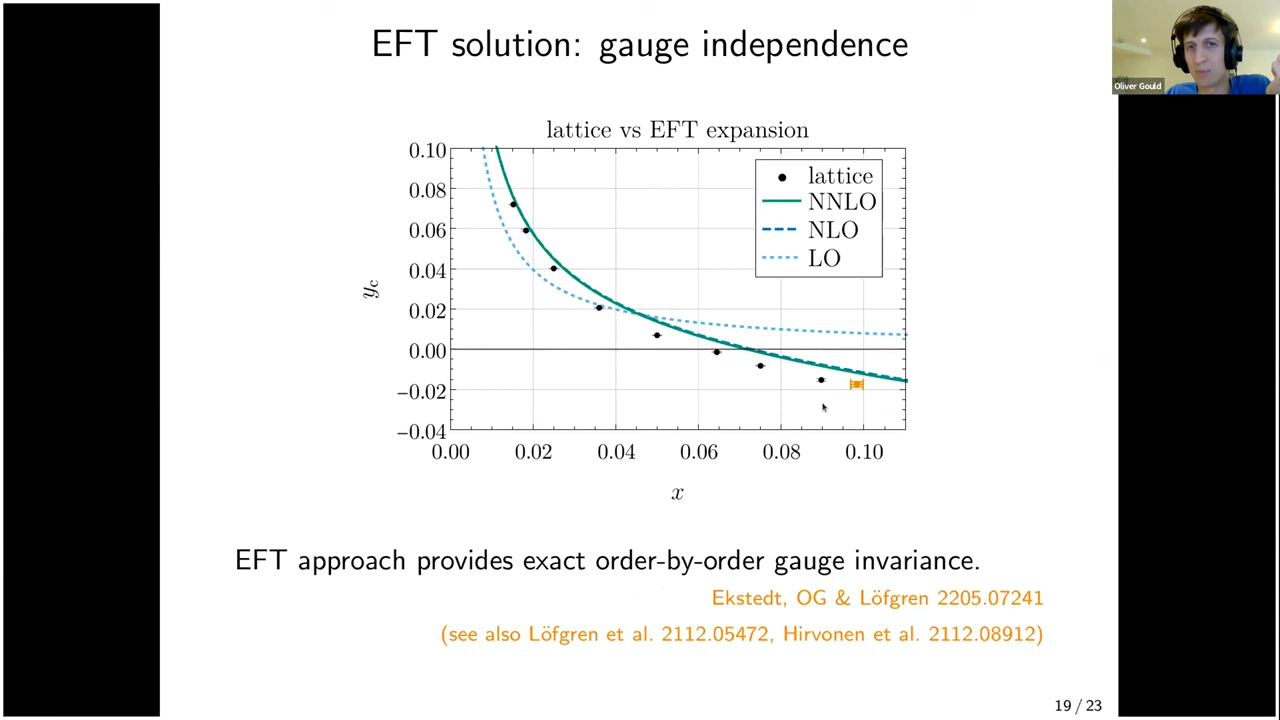 EFT solution: gauge independence
Oliver Gould
lattice vs EFT expansion
0.10
0.08
0.06
0.04
0.02
0.00
−0.02
−0.04
y_c
lattice
NNLO
NLO
LO
0.00 0.02 0.04 0.06 0.08 0.10
x
EFT approach provides exact order-by-order gauge invariance.
Ekstedt, OG & Löfgren 2205.07241
(see also Löfgren et al. 2112.05472, Hirvonen et al. 2112.08912)
19 / 23